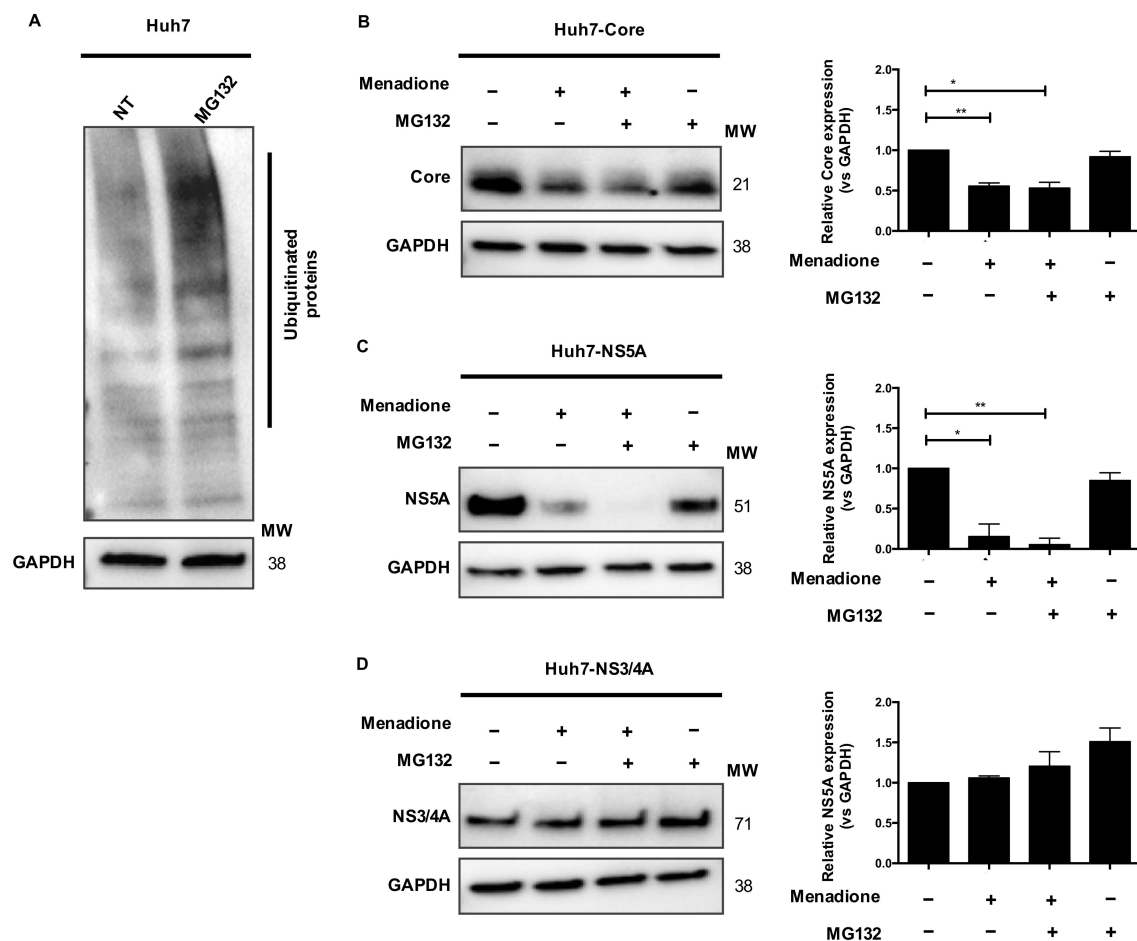 A
Huh7
NT
MG132
Ubiquitinated
proteins
MW
GAPDH
38
B
Huh7-Core
Menadione
– + + –
MG132
– – + +
MW
Core
21
GAPDH
38
Relative Core expression
(vs GAPDH)
2.0
1.5
1.0
0.5
0.0
*
**
Menadione
– + + –
MG132
– – + +
C
Huh7-NS5A
Menadione
– + + –
MG132
– – + +
MW
NS5A
51
GAPDH
38
Relative NS5A expression
(vs GAPDH)
2.0
1.5
1.0
0.5
0.0
**
*
Menadione
– + + –
MG132
– – + +
D
Huh7-NS3/4A
Menadione
– + + –
MG132
– – + +
MW
NS3/4A
71
GAPDH
38
Relative NS5A expression
(vs GAPDH)
2.0
1.5
1.0
0.5
0.0
Menadione
– + + –
MG132
– – + +